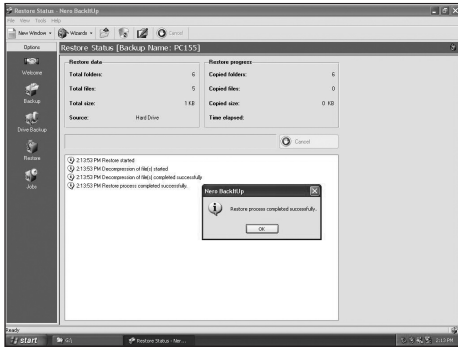 Restore Status - Nero BackItUp
File View Tools Help
New Window Wizards Cancel
Options
Restore Status [Backup Name: PC155]
Welcome
Backup
Drive Backup
Restore
Jobs
Restore data
Total folders: 6
Total files: 5
Total size: 1 KB
Source: Hard Drive
Restore progress
Copied folders: 6
Copied files: 0
Copied size: 0 KB
Time elapsed:
Cancel
2:13:53 PM Restore started
2:13:53 PM Decompression of file(s) started
2:13:53 PM Decompression of file(s) completed successfully
2:13:53 PM Restore process completed successfully.
Nero BackItUp
Restore process completed successfully.
OK
Ready
start
G:\
Restore Status - Ner...
2:13 PM